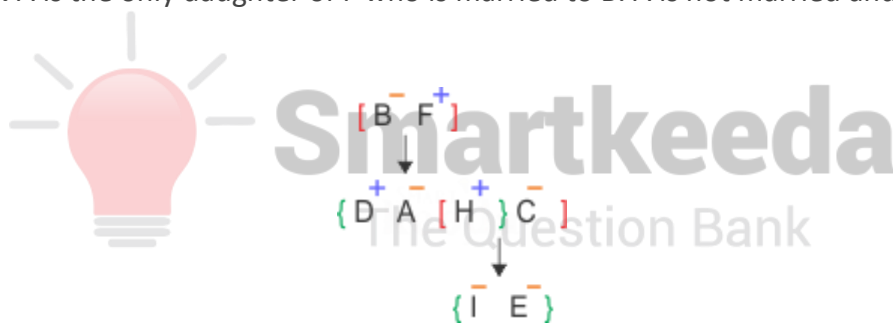 A is the only daughter of F who is married to B. A is not married and
Smartkeeda
The Question Bank
[ B− F+ ]
{ D+ A− [ H+ } C− ]
{ I− E− }